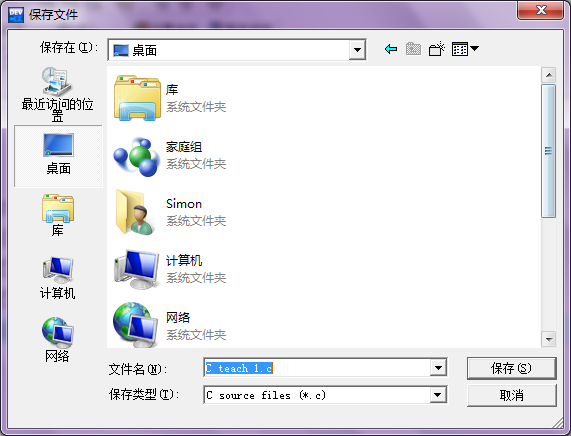 DEV
保存文件
保存在(I):
桌面
最近访问的位
置
桌面
库
计算机
网络
库
系统文件夹
家庭组
系统文件夹
Simon
系统文件夹
计算机
系统文件夹
网络
系统文件夹
文件名(N):
C teach 1.c
保存(S)
保存类型(T):
C source files (*.c)
取消